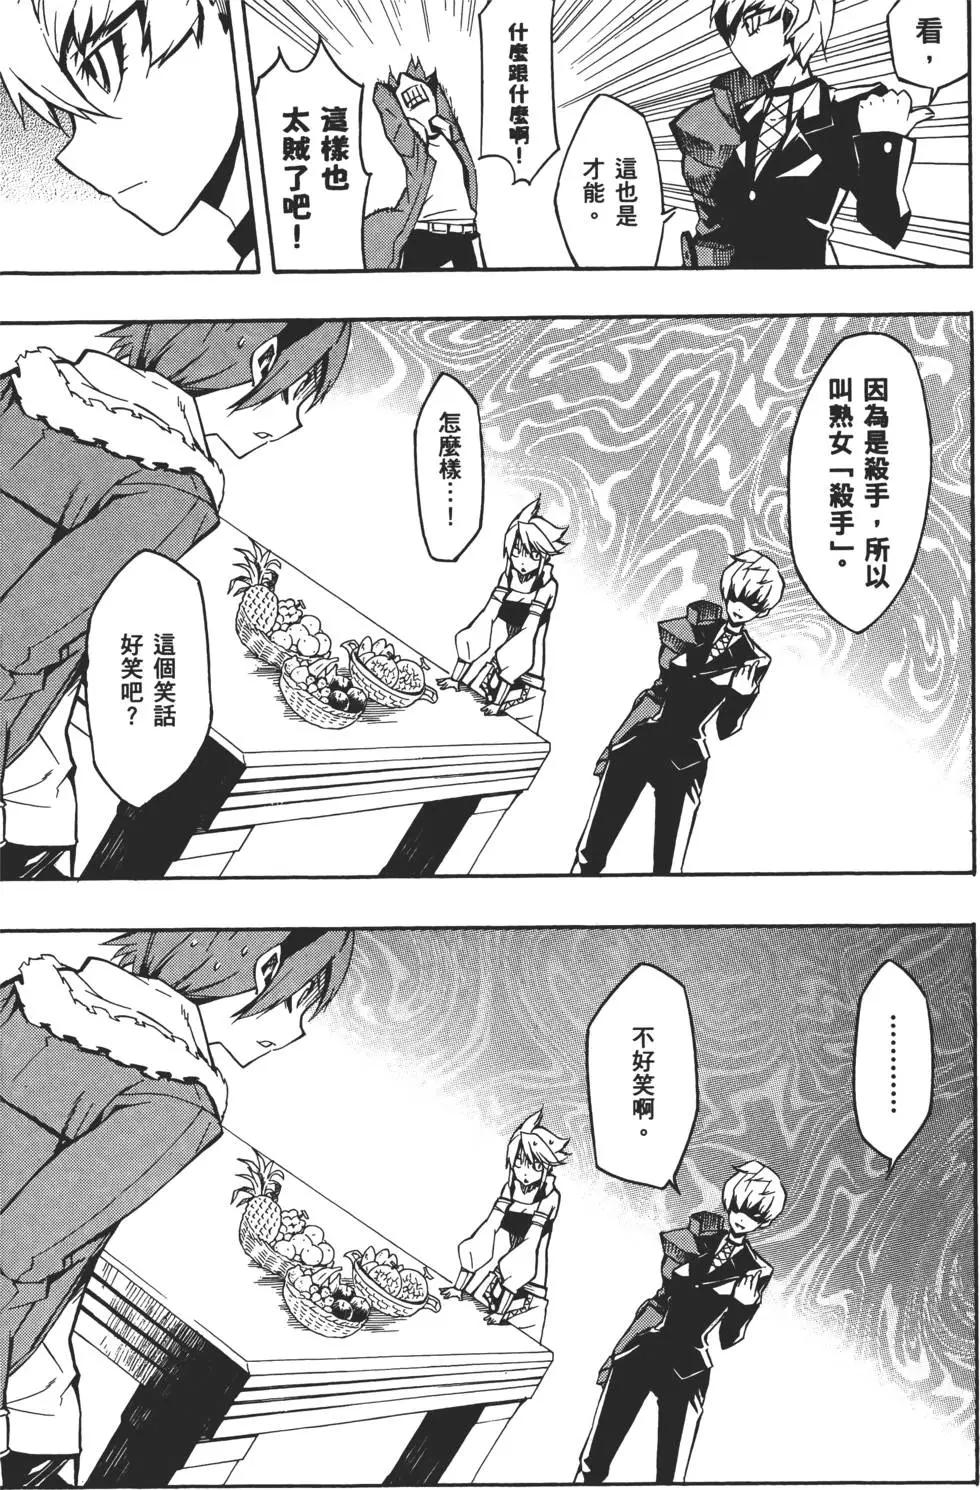 看，
這也是
才能。
什麼跟什麼啊！
這樣也
太賊了吧！
因為是殺手，所以
叫熟女「殺手」。
怎麼樣…！
這個笑話
好笑吧？
…………
不好笑啊。